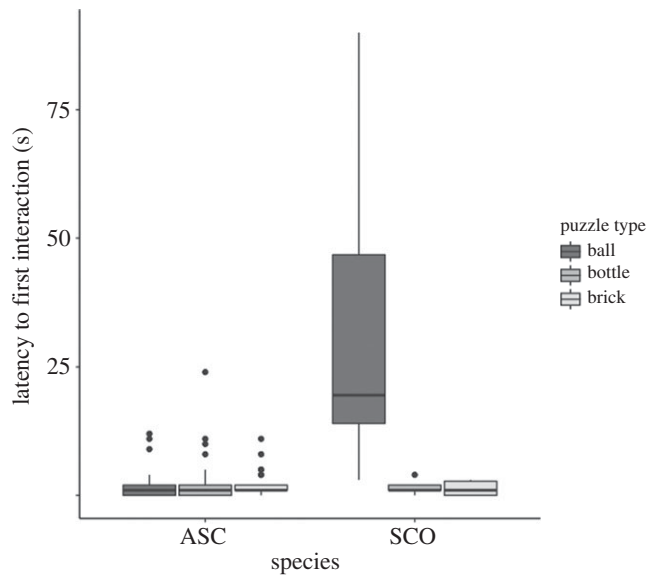 latency to first interaction (s)
75
50
25
ASC
SCO
species
puzzle type
ball
bottle
brick